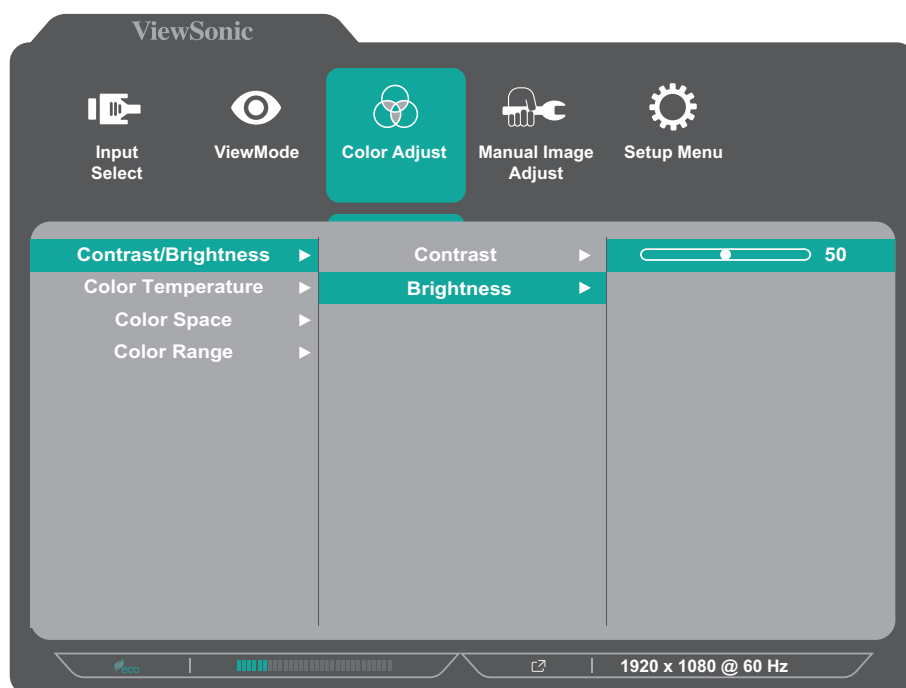 ViewSonic
Input
Select
ViewMode
Color Adjust
Manual Image
Adjust
Setup Menu
Contrast/Brightness
Color Temperature
Color Space
Color Range
Contrast
Brightness
50
eco
1920 x 1080 @ 60 Hz